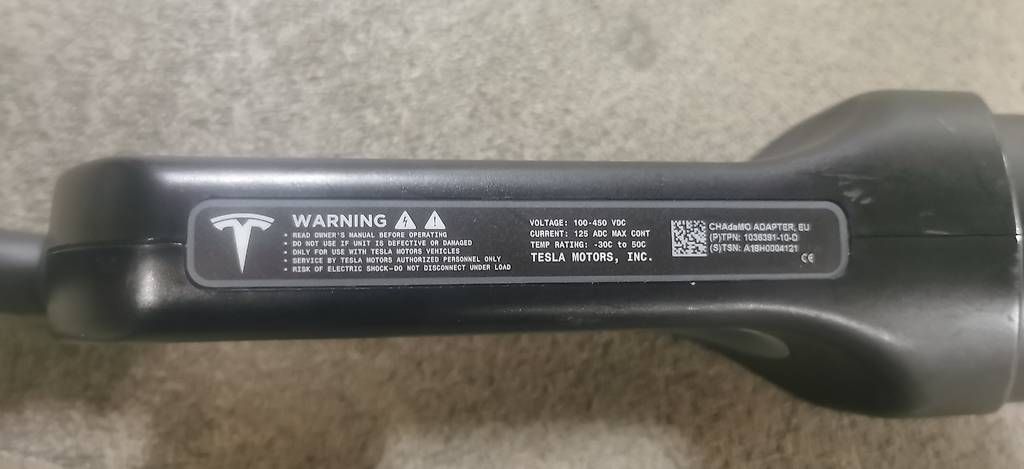 WARNING
• READ OWNER'S MANUAL BEFORE OPERATING
• DO NOT USE IF UNIT IS DEFECTIVE OR DAMAGED
• ONLY FOR USE WITH TESLA MOTORS VEHICLES
• SERVICE BY TESLA MOTORS AUTHORIZED PERSONNEL ONLY
• RISK OF ELECTRIC SHOCK-DO NOT DISCONNECT UNDER LOAD
VOLTAGE: 100-450 VDC
CURRENT: 125 ADC MAX CONT
TEMP RATING: -30C to 50C
TESLA MOTORS, INC.
CHAdeMO ADAPTER, EU
(P)TPN: 1036391-10-D
(S)TSN: A15H0004121
CE